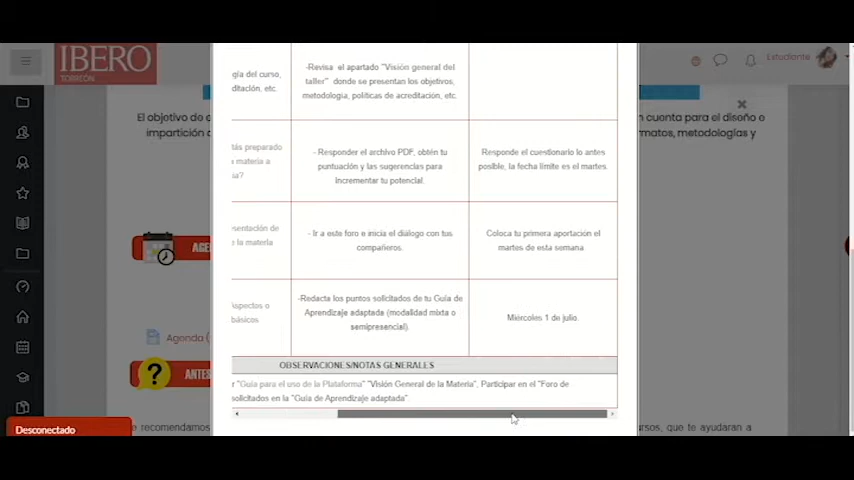 IBERO
TORREÓN
Estudiante
El objetivo de
n cuenta para el diseño e
impartición d
rmatos, metodologías y
gía del curso,
ditación, etc.
-Revisa el apartado "Visión general del
taller" donde se presentan los objetivos,
metodología, políticas de acreditación, etc.
tás preparado
a materia a
sia?
- Responder el archivo PDF, obtén tu
puntuación y las sugerencias para
incrementar tu potencial.
Responde el cuestionario lo antes
posible, la fecha límite es el martes.
esentación de
e la materia
- Ir a este foro e inicia el diálogo con tus
compañeros.
Coloca tu primera aportación el
martes de esta semana
AGE
Aspectos o
básicos
-Redacta los puntos solicitados de tu Guía de
Aprendizaje adaptada (modalidad mixta o
semipresencial).
Miércoles 1 de julio.
Agenda (
ANTE
OBSERVACIONES/NOTAS GENERALES
r "Guía para el uso de la Plataforma" "Visión General de la Materia", Participar en el "Foro de
solicitados en la "Guía de Aprendizaje adaptada".
Desconectado
e recomendamos
ursos, que te ayudaran a